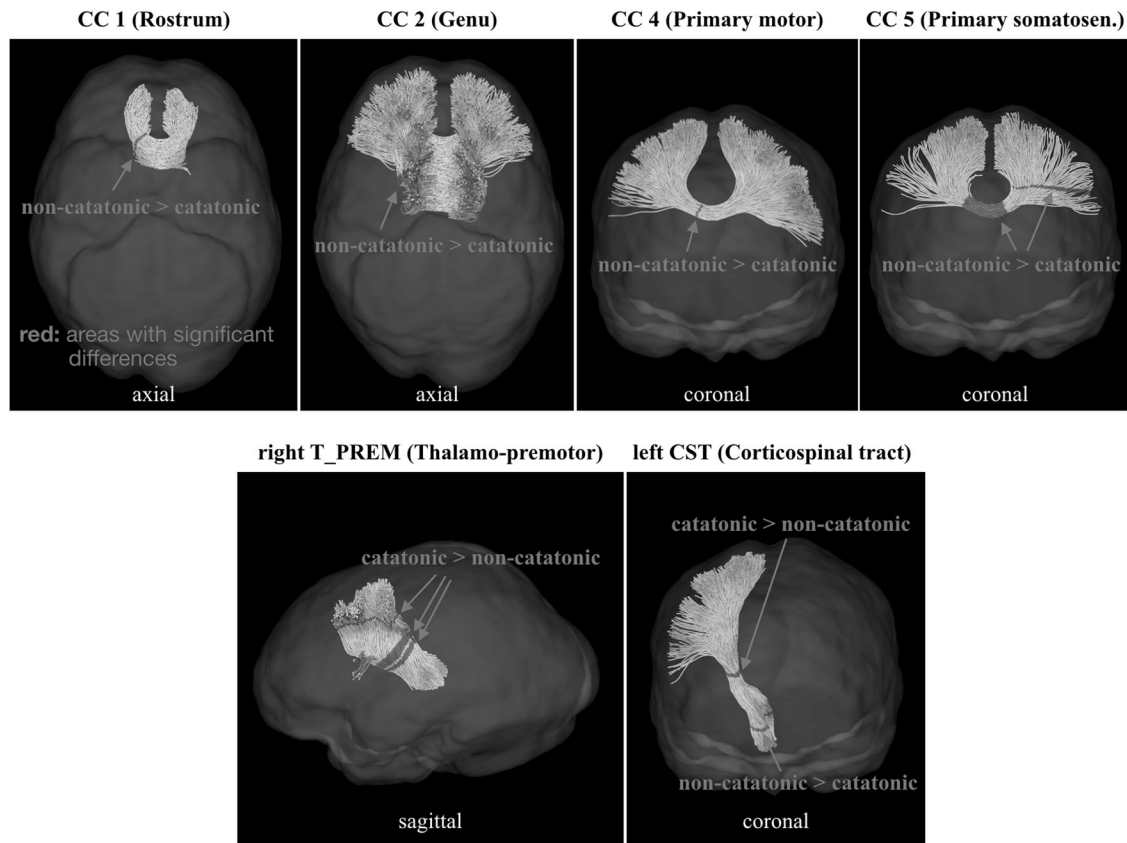 CC 1 (Rostrum)
CC 2 (Genu)
CC 4 (Primary motor)
CC 5 (Primary somatosen.)
non-catatonic > catatonic
red: areas with significant
differences
axial
non-catatonic > catatonic
axial
non-catatonic > catatonic
coronal
non-catatonic > catatonic
coronal
right T_PREM (Thalamo-premotor)
left CST (Corticospinal tract)
catatonic > non-catatonic
sagittal
catatonic > non-catatonic
non-catatonic > catatonic
coronal